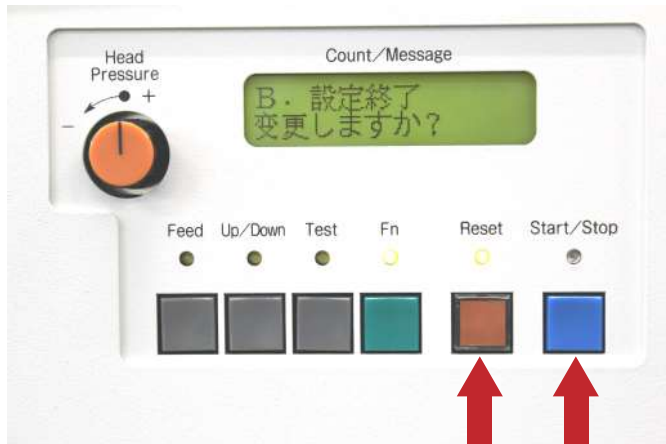 Head
Pressure
Count/Message
+
-
B. 設定終了
変更しますか？
Feed Up/Down Test Fn Reset Start/Stop